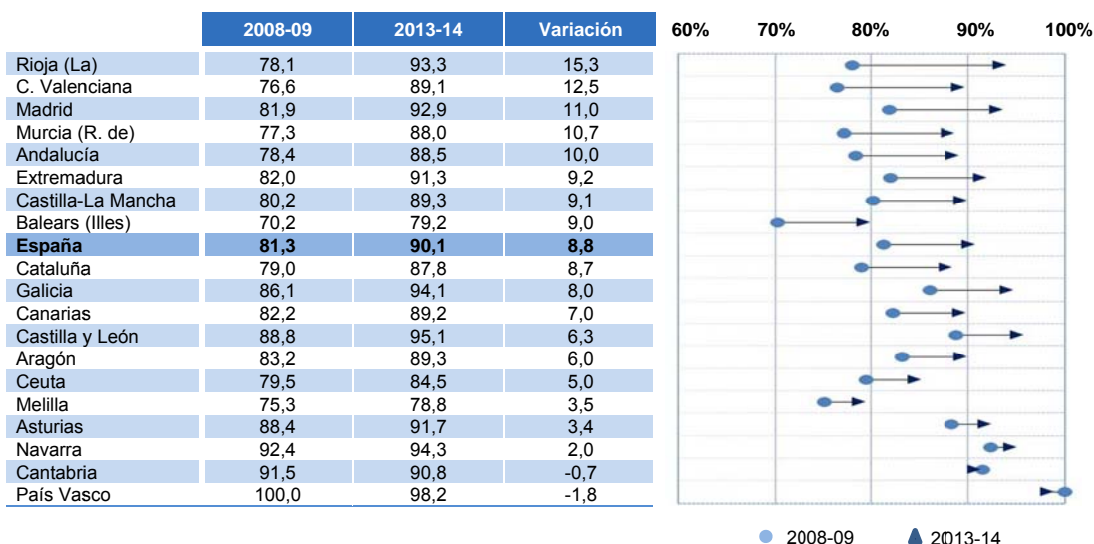 2008-09 2013-14 Variación 60% 70% 80% 90% 100%
Rioja (La) 78,1 93,3 15,3
C. Valenciana 76,6 89,1 12,5
Madrid 81,9 92,9 11,0
Murcia (R. de) 77,3 88,0 10,7
Andalucía 78,4 88,5 10,0
Extremadura 82,0 91,3 9,2
Castilla-La Mancha 80,2 89,3 9,1
Balears (Illes) 70,2 79,2 9,0
España 81,3 90,1 8,8
Cataluña 79,0 87,8 8,7
Galicia 86,1 94,1 8,0
Canarias 82,2 89,2 7,0
Castilla y León 88,8 95,1 6,3
Aragón 83,2 89,3 6,0
Ceuta 79,5 84,5 5,0
Melilla 75,3 78,8 3,5
Asturias 88,4 91,7 3,4
Navarra 92,4 94,3 2,0
Cantabria 91,5 90,8 -0,7
País Vasco 100,0 98,2 -1,8
2008-09 2013-14